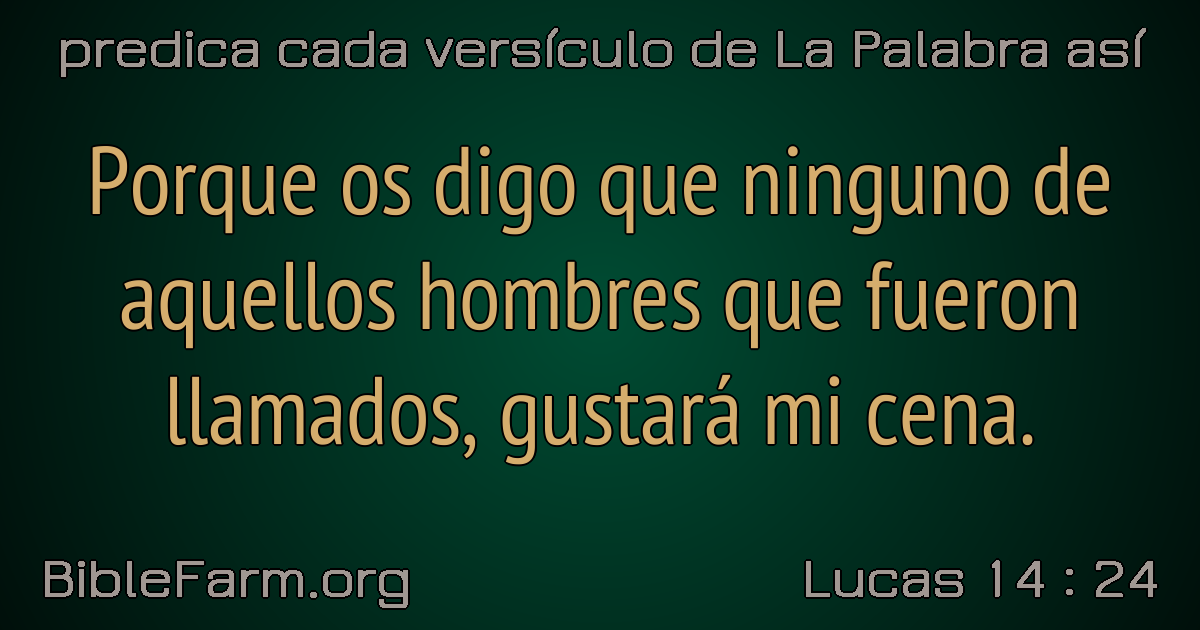 predica cada versículo de La Palabra así
Porque os digo que ninguno de
aquellos hombres que fueron
llamados, gustará mi cena.
BibleFarm.org
Lucas 14 : 24